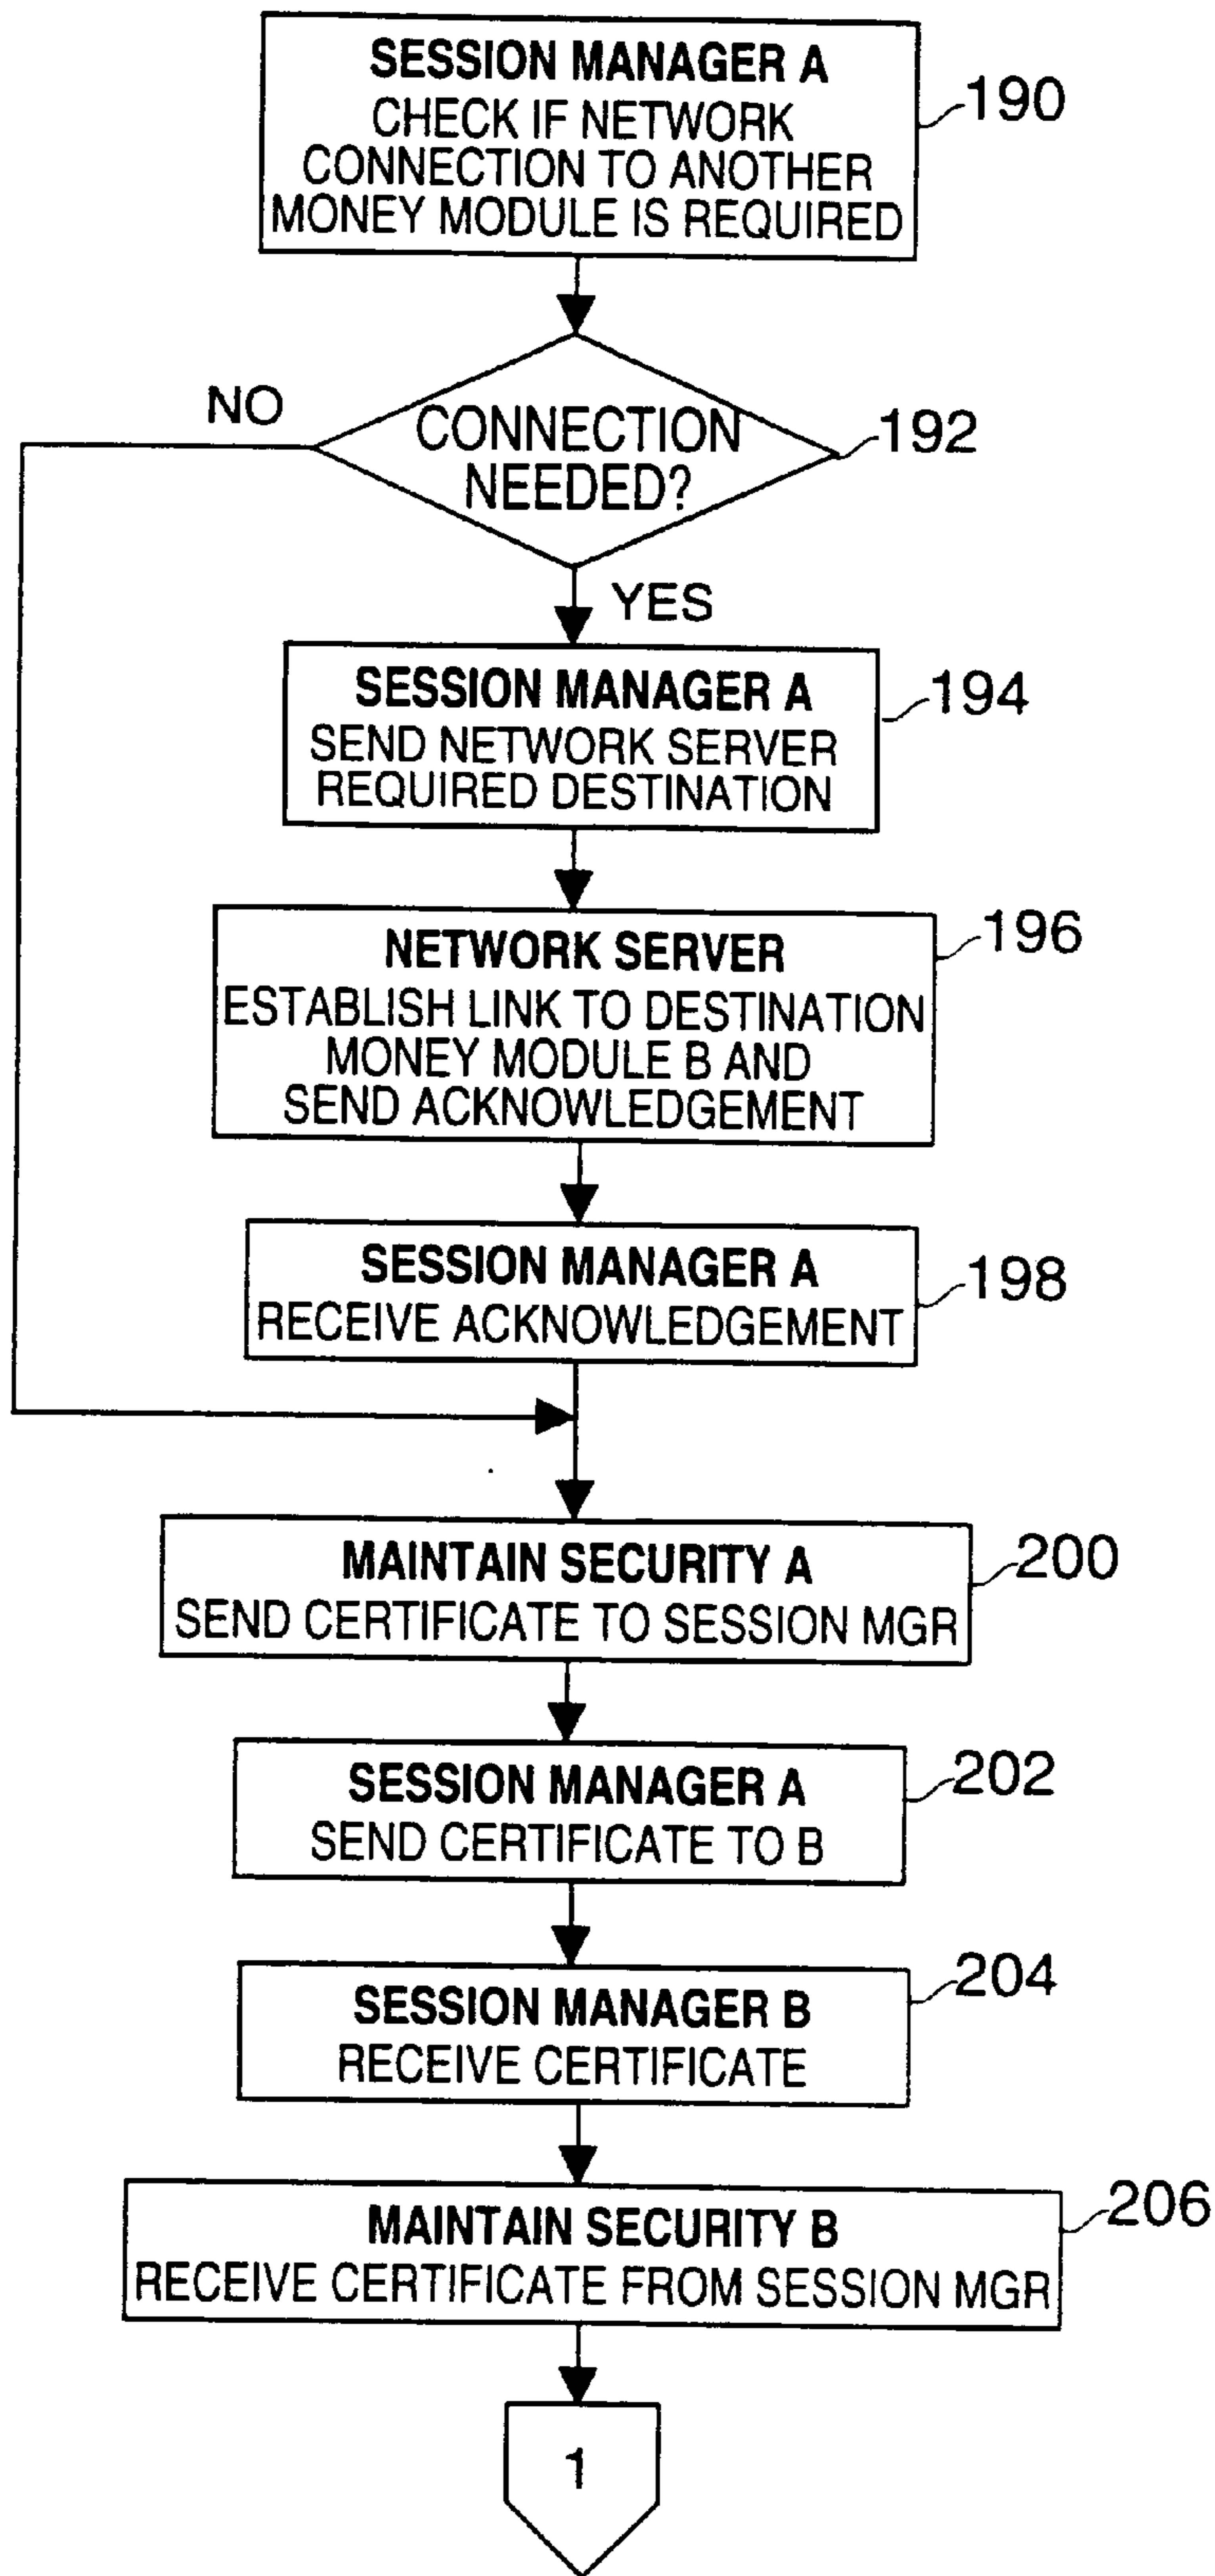 SESSION MANAGER A
CHECK IF NETWORK
CONNECTION TO ANOTHER
MONEY MODULE IS REQUIRED
190
NO
CONNECTION
NEEDED?
192
YES
SESSION MANAGER A
SEND NETWORK SERVER
REQUIRED DESTINATION
194
NETWORK SERVER
ESTABLISH LINK TO DESTINATION
MONEY MODULE B AND
SEND ACKNOWLEDGEMENT
196
SESSION MANAGER A
RECEIVE ACKNOWLEDGEMENT
198
MAINTAIN SECURITY A
SEND CERTIFICATE TO SESSION MGR
200
SESSION MANAGER A
SEND CERTIFICATE TO B
202
SESSION MANAGER B
RECEIVE CERTIFICATE
204
MAINTAIN SECURITY B
RECEIVE CERTIFICATE FROM SESSION MGR
206
1